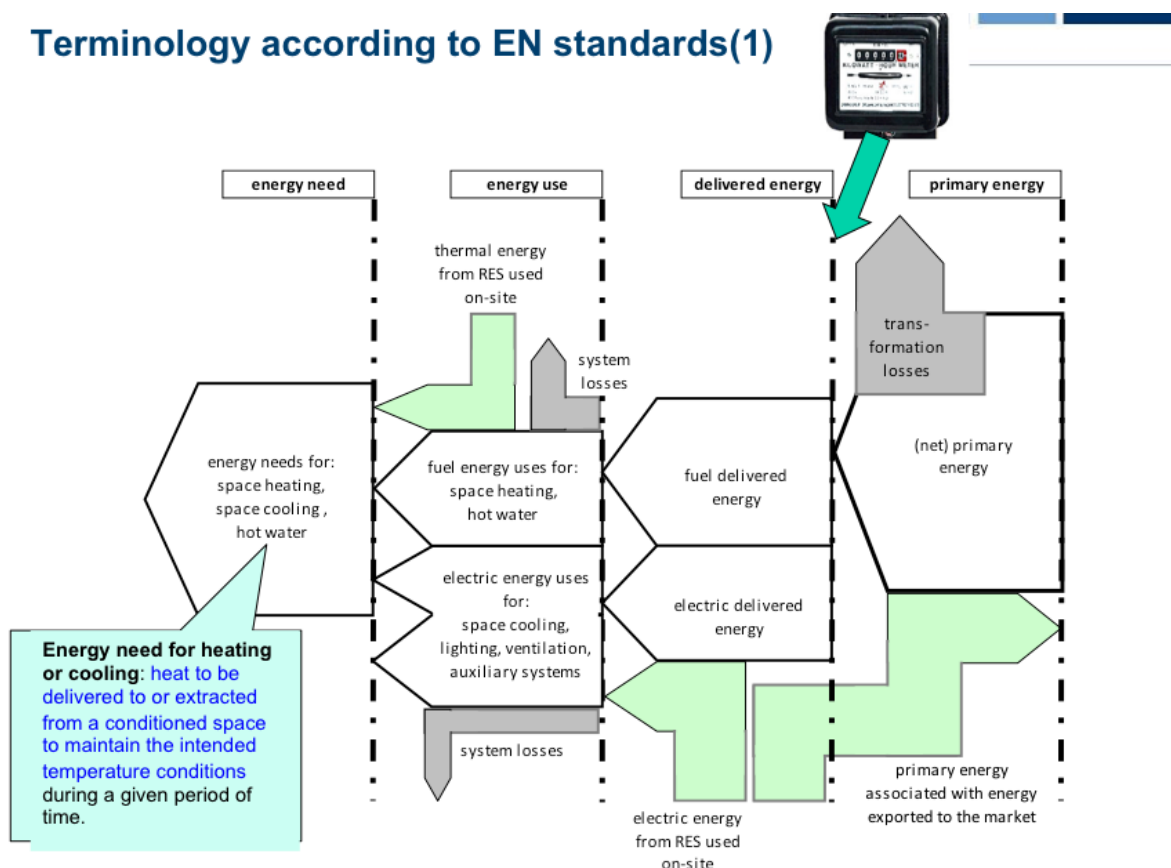 Terminology according to EN standards(1)
KILOWATT-HOUR METER
energy need
energy use
delivered energy
primary energy
thermal energy
from RES used
on-site
system
losses
trans-
formation
losses
energy needs for:
space heating,
space cooling ,
hot water
fuel energy uses for:
space heating,
hot water
fuel delivered
energy
(net) primary
energy
electric energy uses
for:
space cooling,
lighting, ventilation,
auxiliary systems
electric delivered
energy
Energy need for heating
or cooling: heat to be
delivered to or extracted
from a conditioned space
to maintain the intended
temperature conditions
during a given period of
time.
system losses
electric energy
from RES used
on-site
primary energy
associated with energy
exported to the market